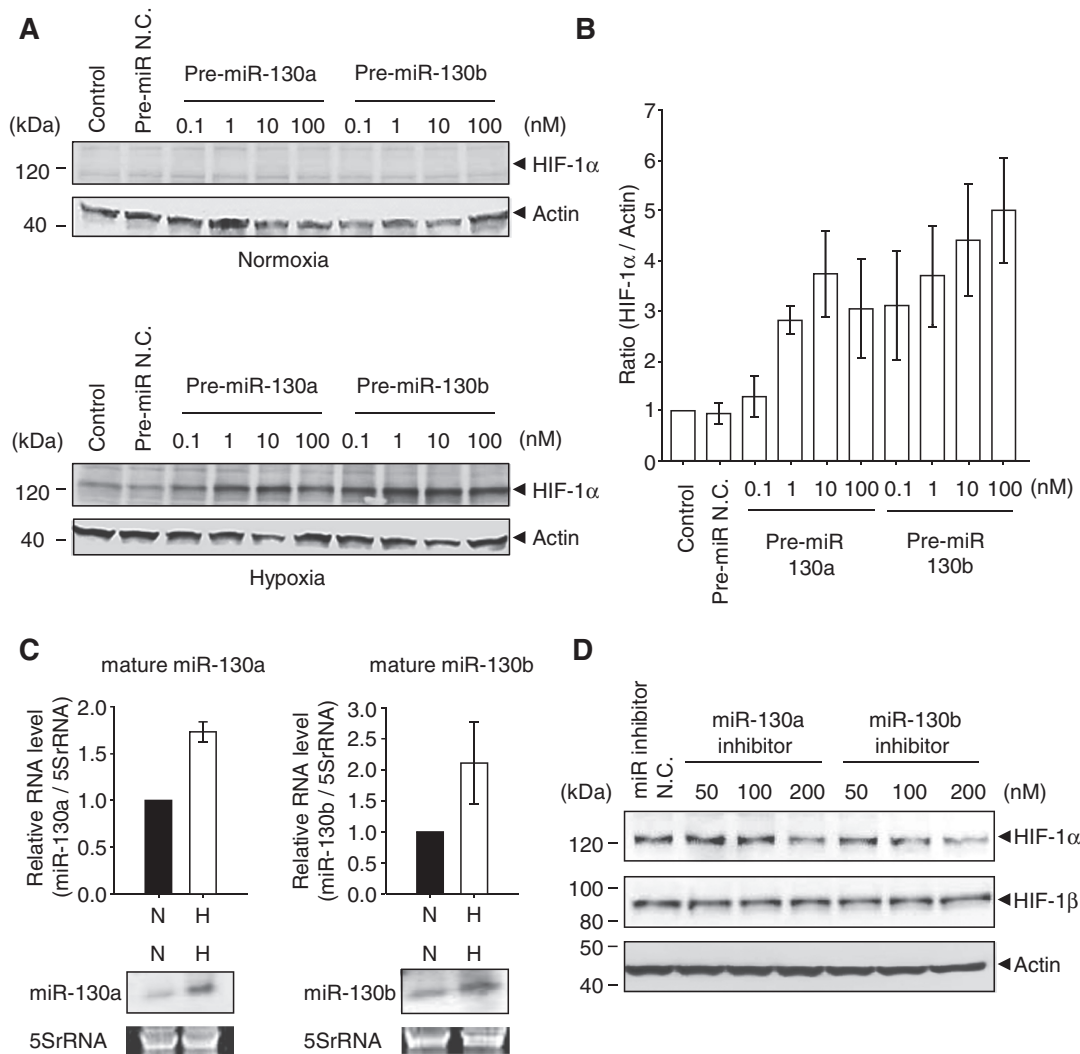 A
Control
Pre-miR N.C.
Pre-miR-130a
Pre-miR-130b
(kDa)
0.1 1 10 100 0.1 1 10 100 (nM)
120
HIF-1α
40
Actin
Normoxia
Control
Pre-miR N.C.
Pre-miR-130a
Pre-miR-130b
(kDa)
0.1 1 10 100 0.1 1 10 100 (nM)
120
HIF-1α
40
Actin
Hypoxia
B
Ratio (HIF-1α / Actin)
7
6
5
4
3
2
1
0
Control
Pre-miR N.C.
0.1 1 10 100 0.1 1 10 100 (nM)
Pre-miR
130a
Pre-miR
130b
C
mature miR-130a
Relative RNA level
(miR-130a / 5SrRNA)
2.0
1.5
1.0
0.5
0.0
N H
N H
miR-130a
5SrRNA
mature miR-130b
Relative RNA level
(miR-130b / 5SrRNA)
3.0
2.5
2.0
1.5
1.0
0.5
0.0
N H
N H
miR-130b
5SrRNA
D
miR inhibitor
N.C.
miR-130a
inhibitor
miR-130b
inhibitor
(kDa)
50 100 200 50 100 200 (nM)
120
HIF-1α
100
80
HIF-1β
50
40
Actin